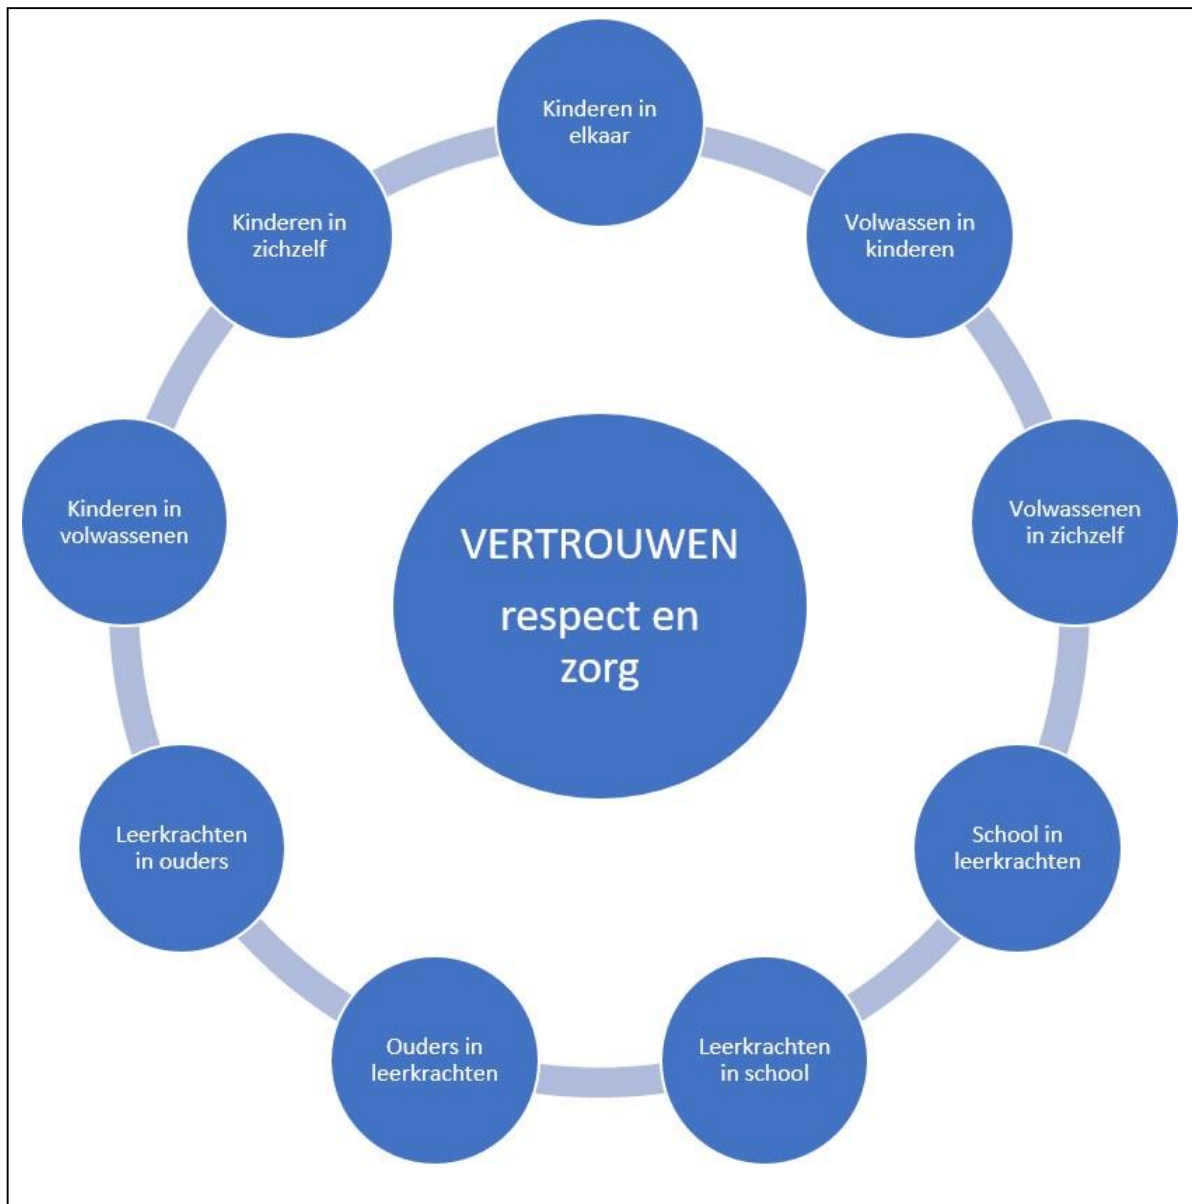 Kinderen in
elkaar
Volwassen in
kinderen
Volwassenen
in zichzelf
School in
leerkrachten
Leerkrachten
in school
Ouders in
leerkrachten
Leerkrachten
in ouders
Kinderen in
volwassenen
Kinderen in
zichzelf
VERTROUWEN
respect en
zorg